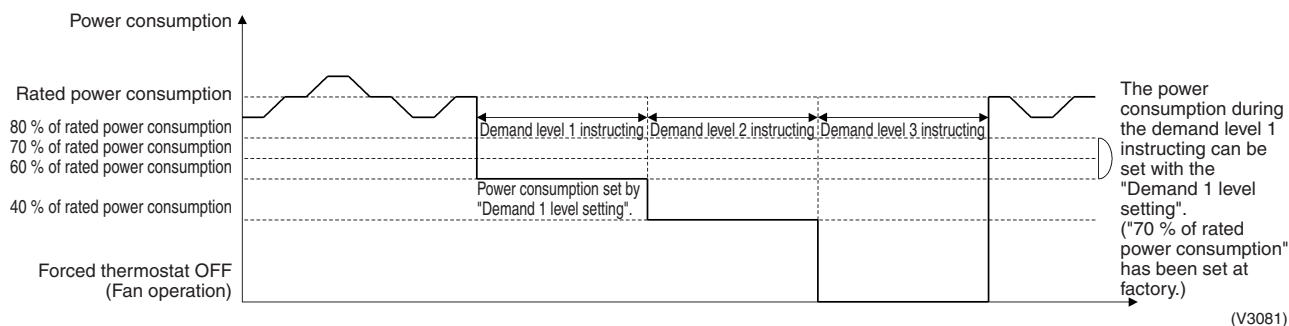 Power consumption
Rated power consumption
80 % of rated power consumption
70 % of rated power consumption
60 % of rated power consumption
40 % of rated power consumption
Forced thermostat OFF
(Fan operation)
Demand level 1 instructing
Demand level 2 instructing
Demand level 3 instructing
Power consumption set by
"Demand 1 level setting".
The power
consumption during
the demand level 1
instructing can be
set with the
"Demand 1 level
setting".
("70 % of rated
power consumption"
has been set at
factory.)
(V3081)